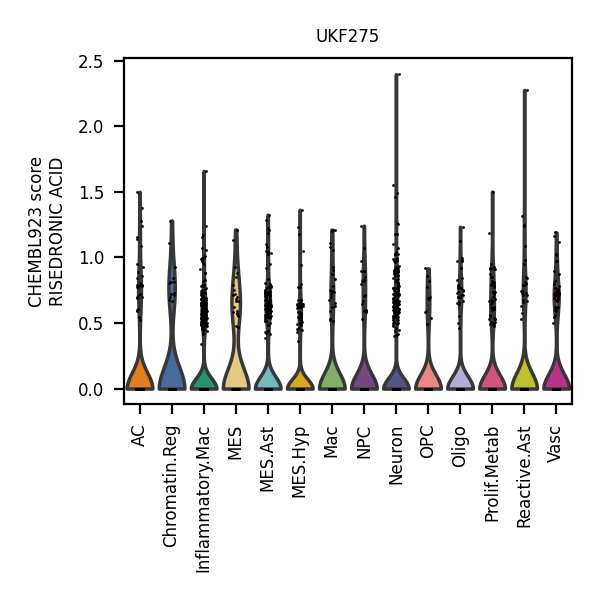 UKF275
CHEMBL923 score
RISEDRONIC ACID
2.5
2.0
1.5
1.0
0.5
0.0
AC
Chromatin.Reg
Inflammatory.Mac
MES
MES.Ast
MES.Hyp
Mac
NPC
Neuron
OPC
Oligo
Prolif.Metab
Reactive.Ast
Vasc